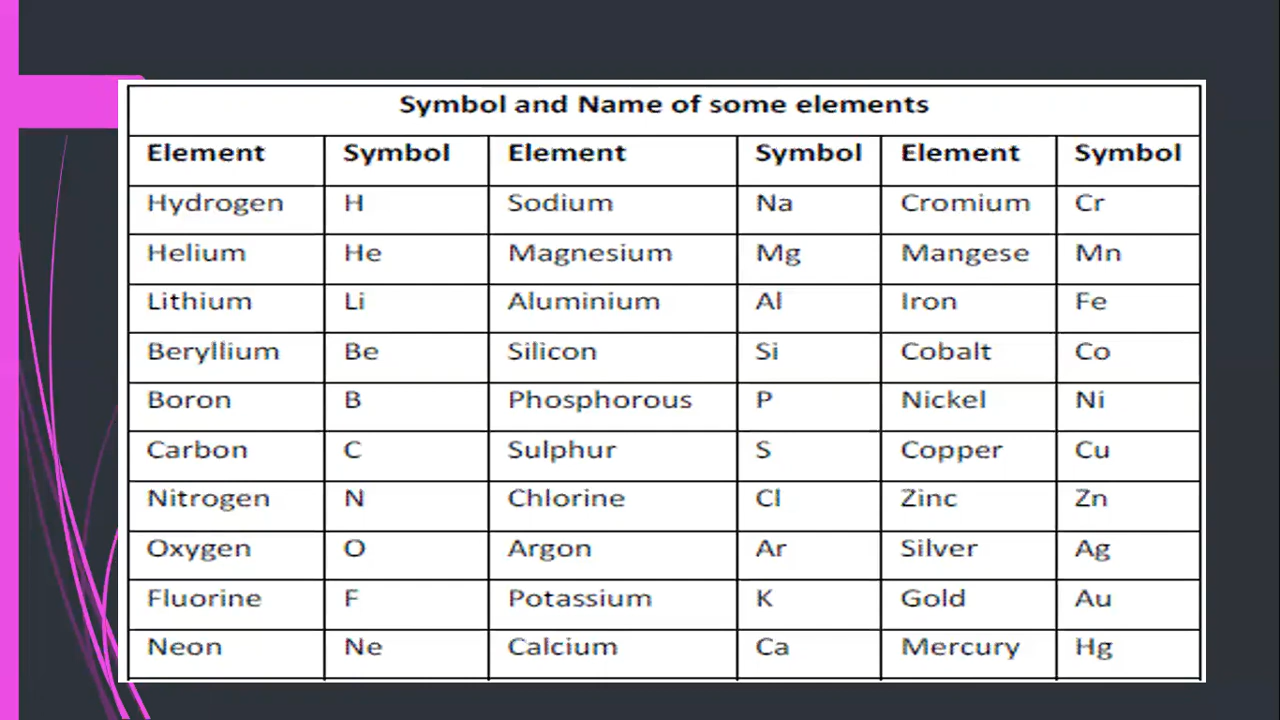 Symbol and Name of some elements
Element Symbol Element Symbol Element Symbol
Hydrogen H Sodium Na Cromium Cr
Helium He Magnesium Mg Mangese Mn
Lithium Li Aluminium Al Iron Fe
Beryllium Be Silicon Si Cobalt Co
Boron B Phosphorous P Nickel Ni
Carbon C Sulphur S Copper Cu
Nitrogen N Chlorine Cl Zinc Zn
Oxygen O Argon Ar Silver Ag
Fluorine F Potassium K Gold Au
Neon Ne Calcium Ca Mercury Hg